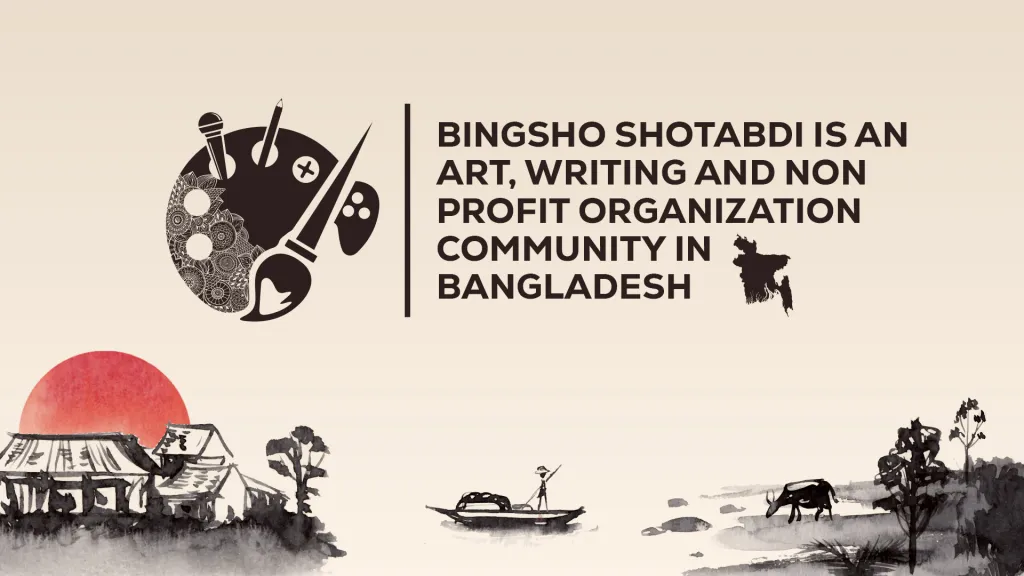 BINGSHO SHOTABDI IS AN
ART, WRITING AND NON
PROFIT ORGANIZATION
COMMUNITY IN
BANGLADESH